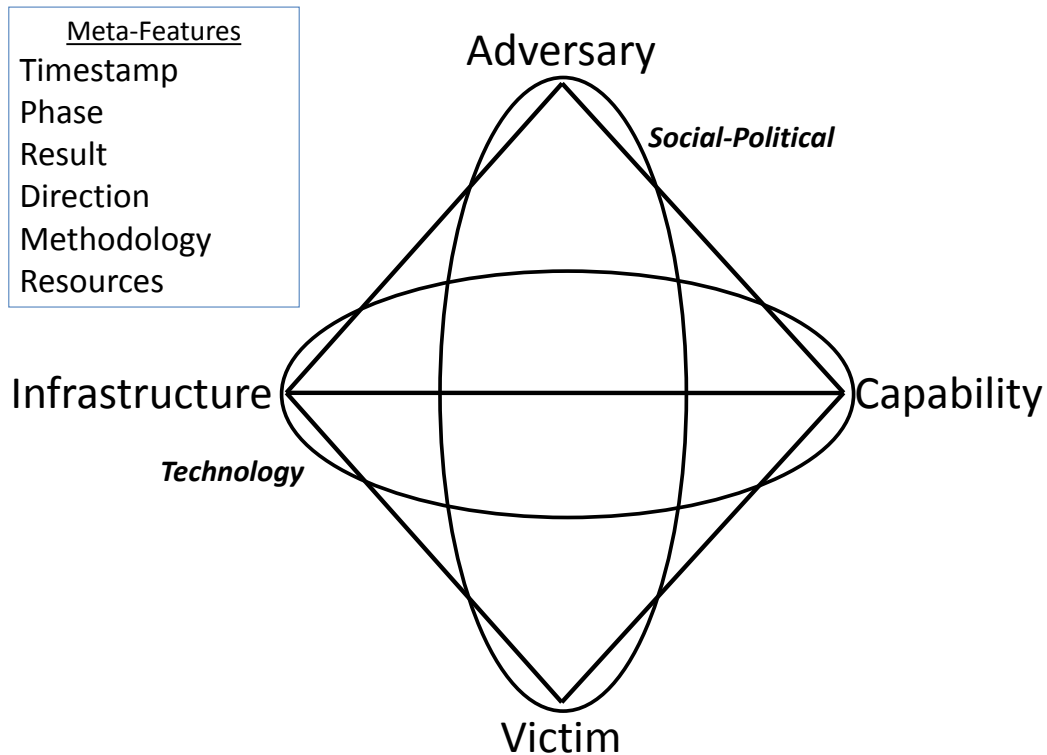 Meta-Features
Timestamp
Phase
Result
Direction
Methodology
Resources
Adversary
Social-Political
Infrastructure
Capability
Technology
Victim